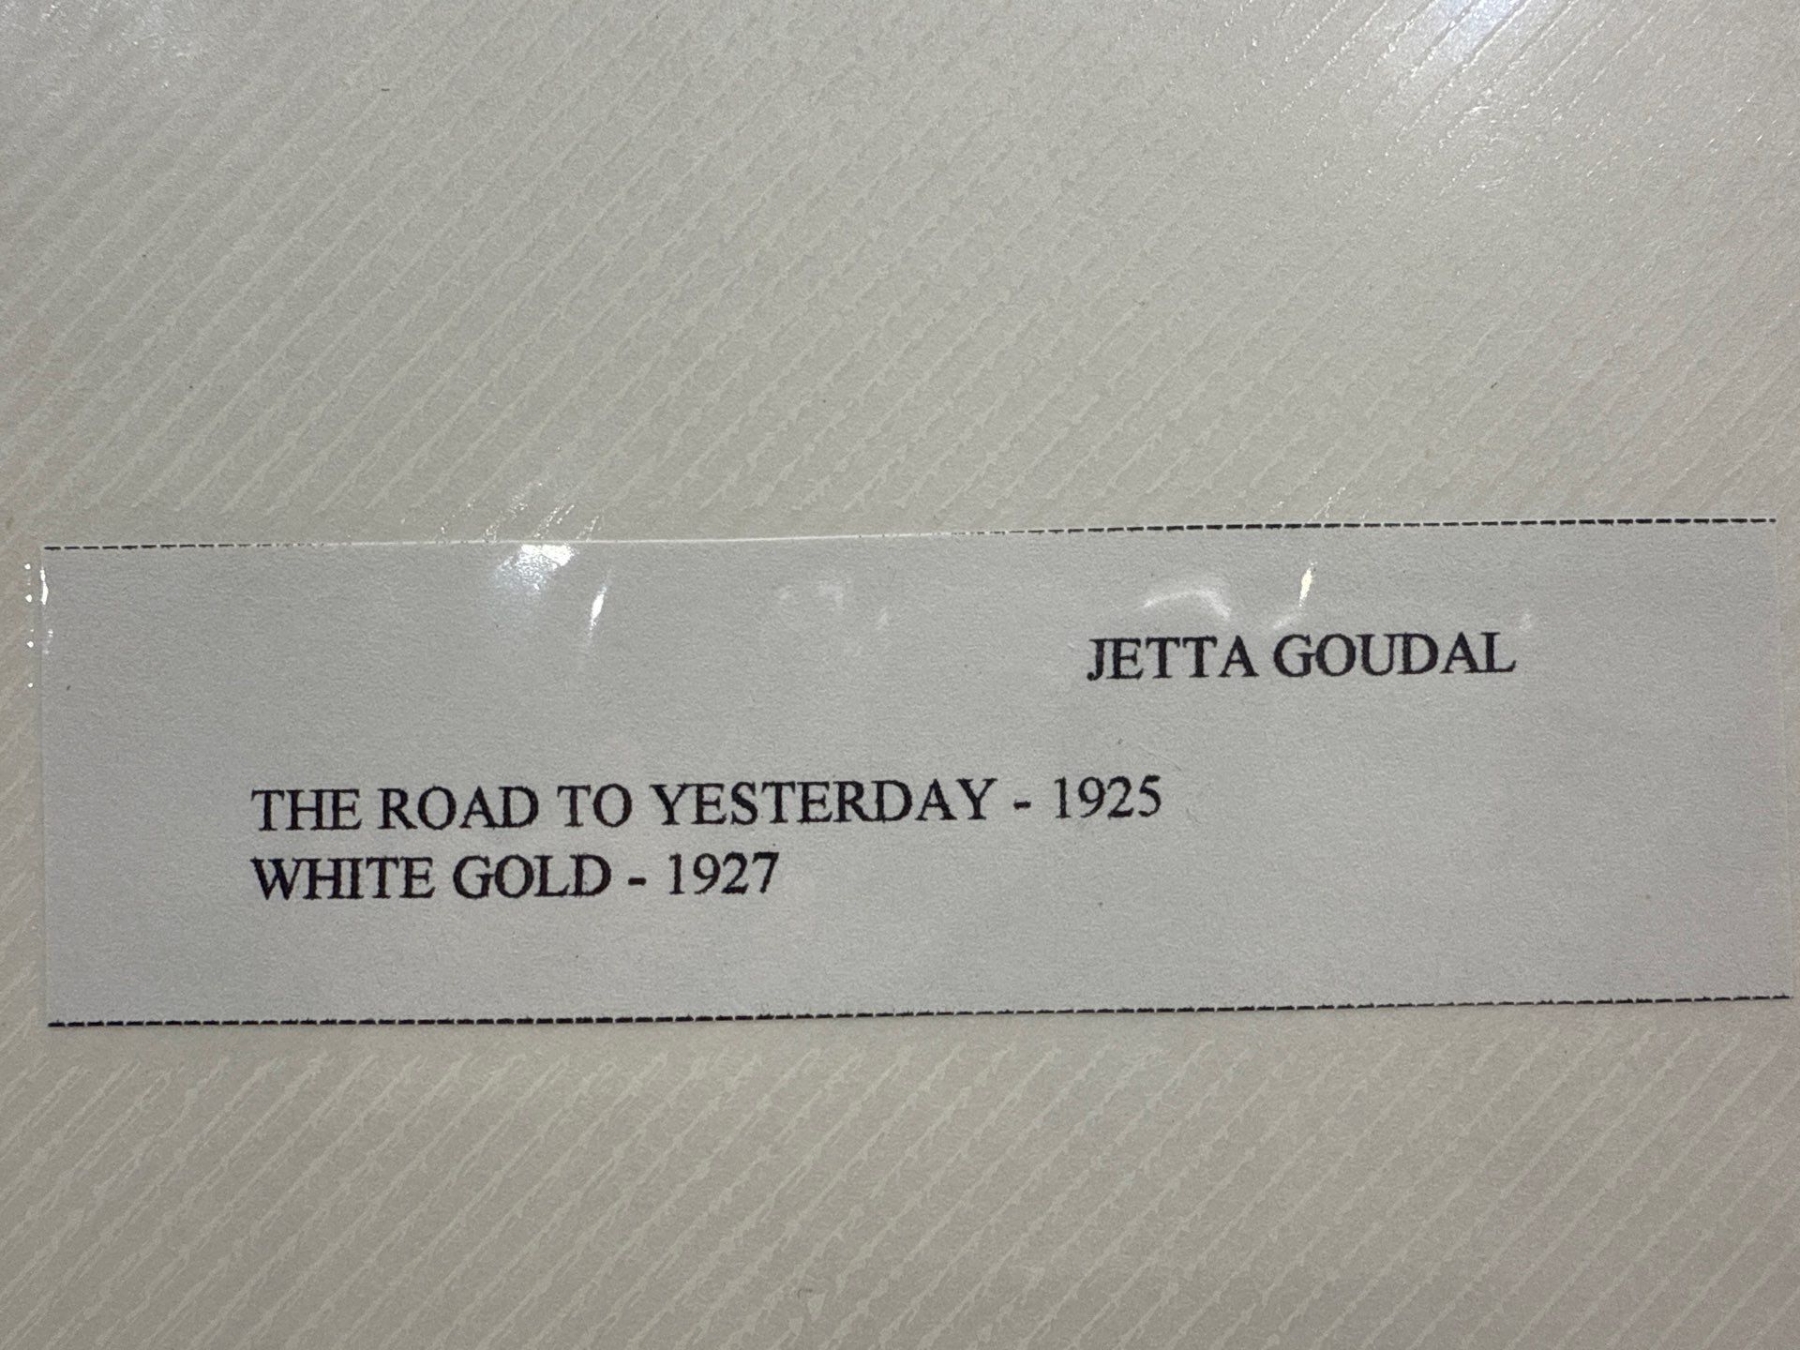 JETTA GOUDAL
THE ROAD TO YESTERDAY - 1925
WHITE GOLD - 1927